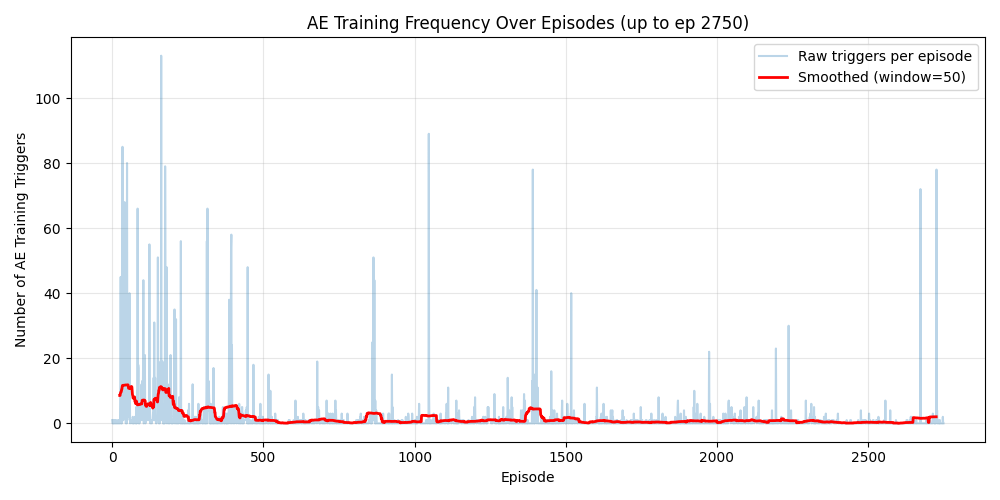 AE Training Frequency Over Episodes (up to ep 2750)
Raw triggers per episode
Smoothed (window=50)
Number of AE Training Triggers
100
80
60
40
20
0
0 500 1000 1500 2000 2500
Episode